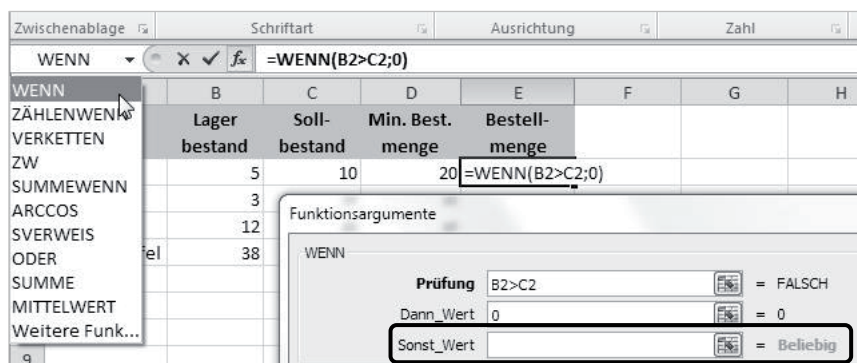 Zwischenablage Schriftart Ausrichtung Zahl
WENN fx =WENN(B2>C2;0)
B C D E F G H
Lager Soll- Min. Best. Bestell-
bestand bestand menge menge
5 10 20 =WENN(B2>C2;0)
3
12
fel 38
9
WENN
ZÄHLENWENN
VERKETTEN
ZW
SUMMEWENN
ARCCOS
SVERWEIS
ODER
SUMME
MITTELWERT
Weitere Funk...
Funktionsargumente
WENN
Prüfung B2>C2 = FALSCH
Dann_Wert 0 = 0
Sonst_Wert = Beliebig